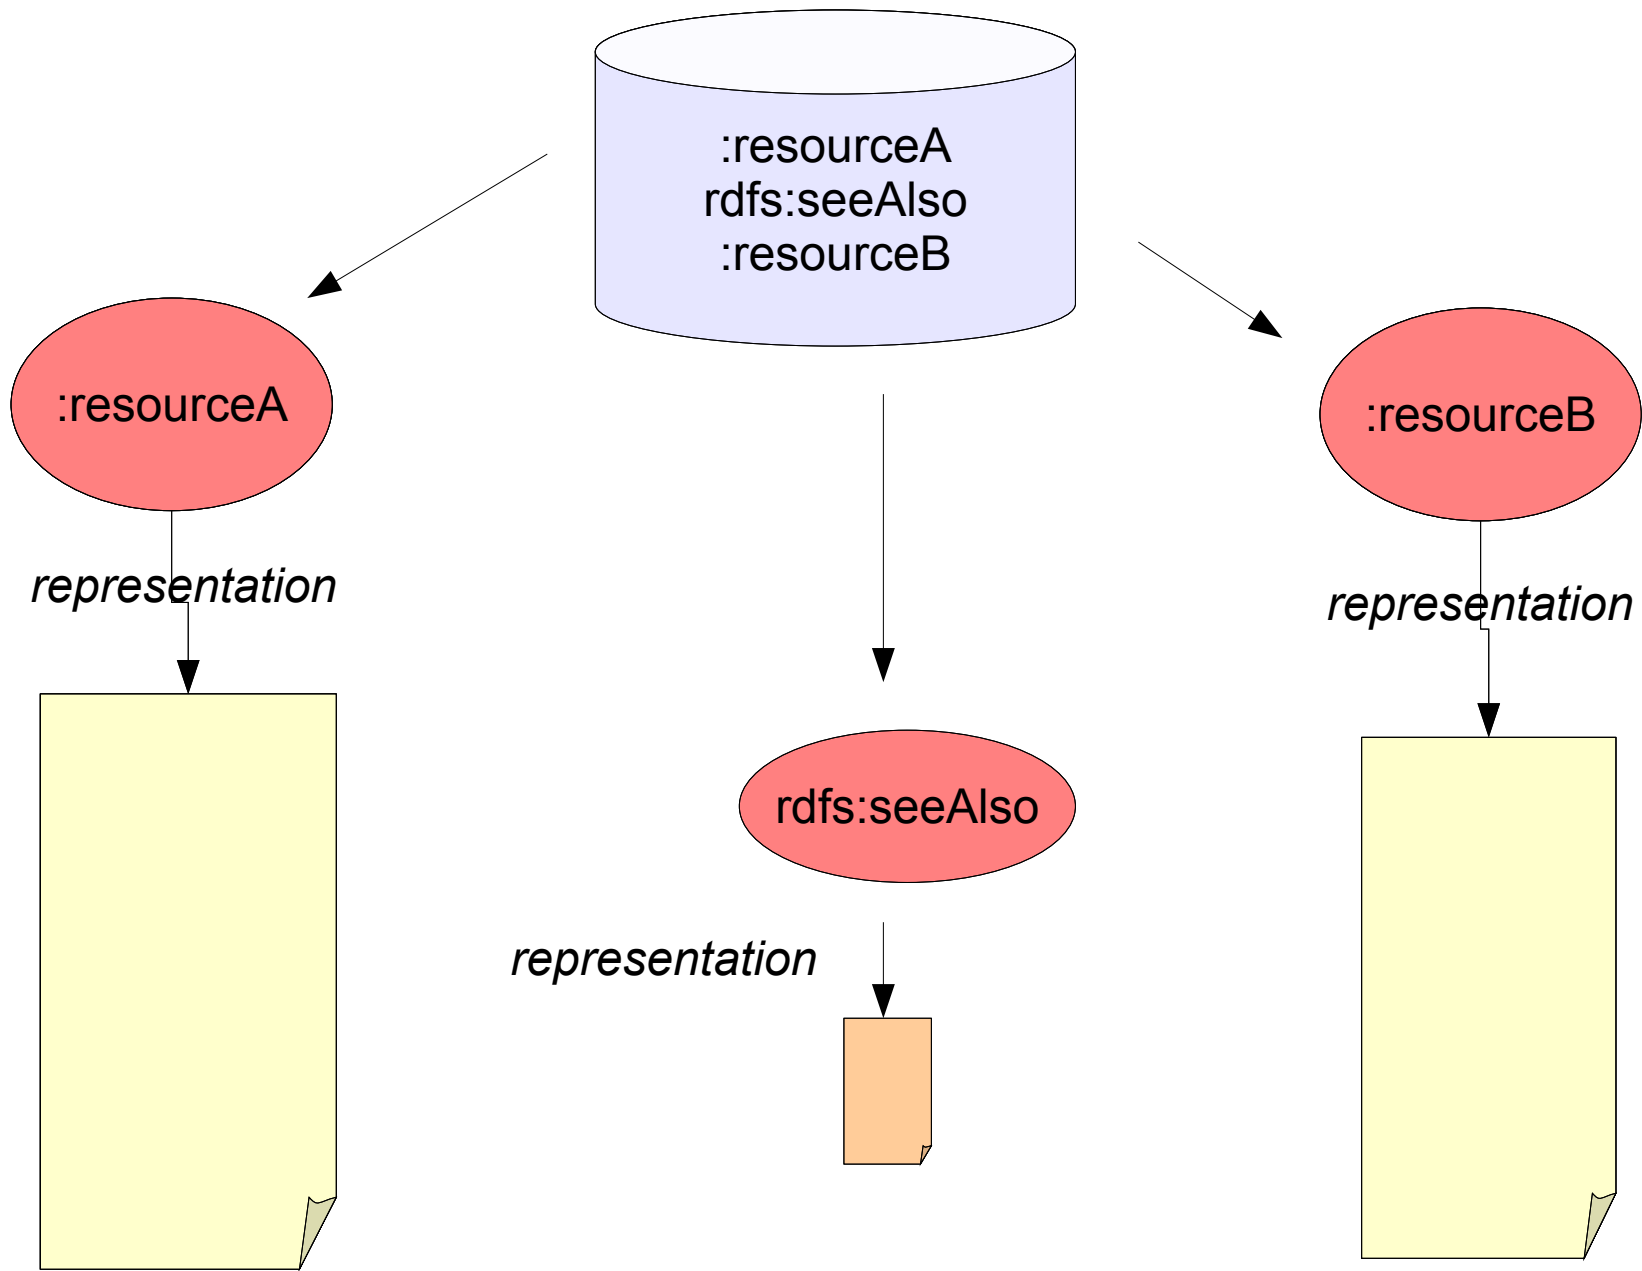 :resourceA
rdfs:seeAlso
:resourceB
:resourceA
:resourceB
representation
representation
rdfs:seeAlso
representation